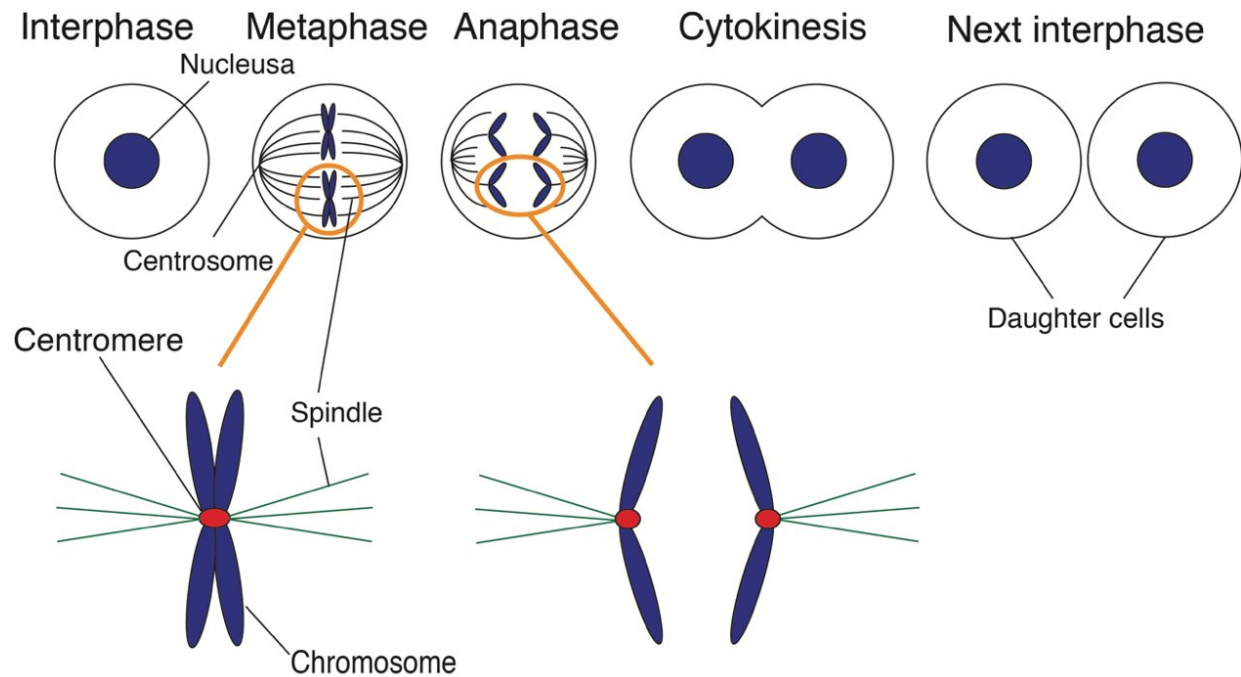 Interphase
Metaphase
Anaphase
Cytokinesis
Next interphase
Nucleusa
Centrosome
Daughter cells
Centromere
Spindle
Chromosome